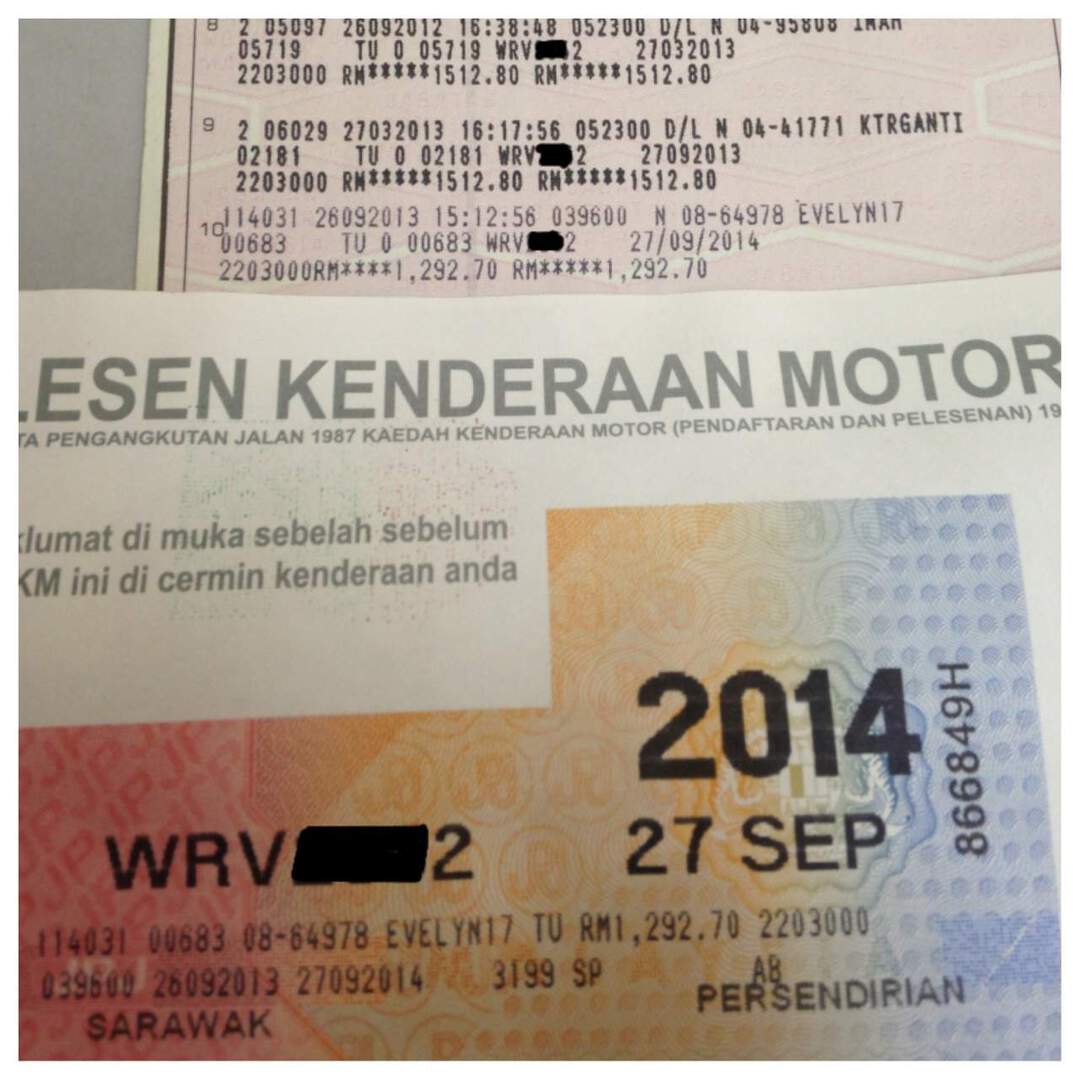 8 2 05097 26092012 16:38:48 052300 D/L N 04-95808 IMAH
05719 TU 0 05719 WRV 2 27032013
2203000 RM*****1512.80 RM*****1512.80
9 2 06029 27032013 16:17:56 052300 D/L N 04-41771 KTRGANTI
02181 TU 0 02181 WRV 2 27092013
2203000 RM*****1512.80 RM*****1512.80
10 114031 26092013 15:12:56 039600 N 08-64978 EVELYN17
00683 TU 0 00683 WRV 2 27/09/2014
2203000RM****1,292.70 RM*****1,292.70
LESEN KENDERAAN MOTOR
TA PENGANGKUTAN JALAN 1987 KAEDAH KENDERAAN MOTOR (PENDAFTARAN DAN PELESENAN) 19
klumat di muka sebelah sebelum
KM ini di cermin kenderaan anda
2014
866849H
WRV 2 27 SEP
114031 00683 08-64978 EVELYN17 TU RM1,292.70 2203000
039600 26092013 27092014 3199 SP AB
PERSENDIRIAN
SARAWAK